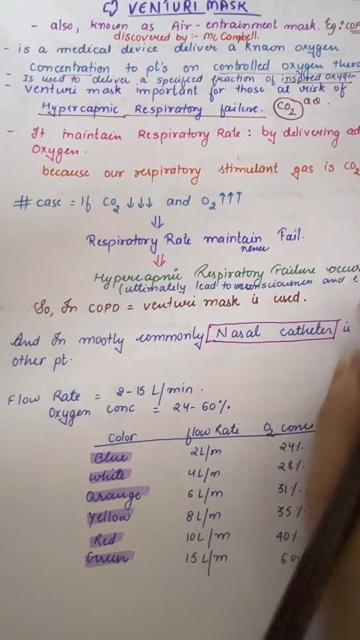 c) VENTURI MASK
- also, known as Air-entrainment mask. Eg:- COP
discovered by:- Mc Campbell.
- is a medical device deliver a known oxygen
concentration to pt's on controlled oxygen thera
- Is used to deliver a specified fraction of inspired oxygen
- venturi mask important for those at risk of
Hypercapnic Respiratory failure. CO2
- It maintain Respiratory Rate: by delivering ad
Oxygen.
because our respiratory stimulant gas is CO2
# case = If CO2 ↓↓↓ and O2 ↑↑↑
⇓
Respiratory Rate maintain Fail.
hence
⇓
Hypercapnic Respiratory Failure occu
(ultimately lead to and
So, In COPD = venturi mask is used.
And In mostly commonly Nasal catheter is
other pt.
Flow Rate = 2-15 L/min.
Oxygen conc = 24-60%.
Color flow Rate O2 conc
Blue 2L/m 24%
White 4L/m 28%
Orange 6L/m 31%
Yellow 8L/m 35%
Red 10L/m 40%
Green 15L/m 60